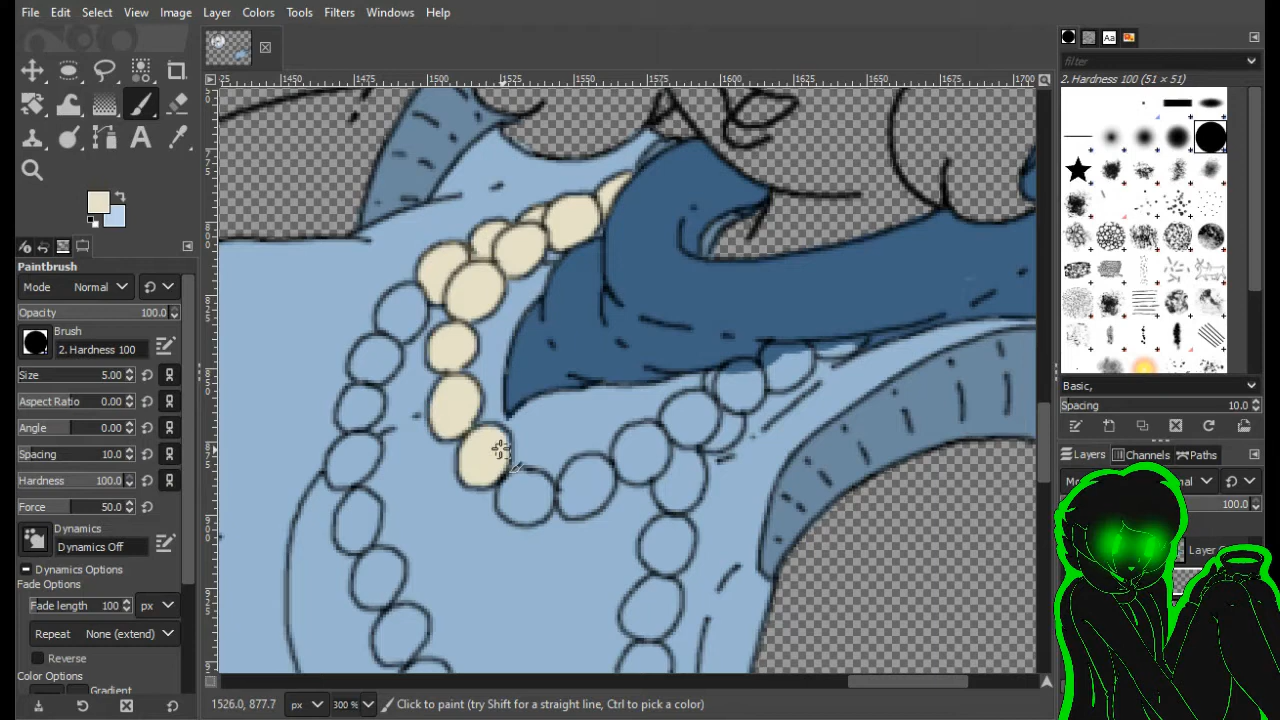 File Edit Select View Image Layer Colors Tools Filters Windows Help
1450 1475 1500 1525 1550 1575 1600 1625 1650 1675 1700
filter
2. Hardness 100 (51 × 51)
Paintbrush
Mode Normal
Opacity 100.0
Brush
2. Hardness 100
Size 5.00
Aspect Ratio 0.00
Angle 0.00
Spacing 10.0
Hardness 100.0
Force 50.0
Dynamics
Dynamics Off
Dynamics Options
Fade Options
Fade length 100 px
Repeat None (extend)
Reverse
Color Options
Gradient
Basic,
Spacing 10.0
Layers Channels Paths
100.0
1526.0, 877.7 px 300 % Click to paint (try Shift for a straight line, Ctrl to pick a color)